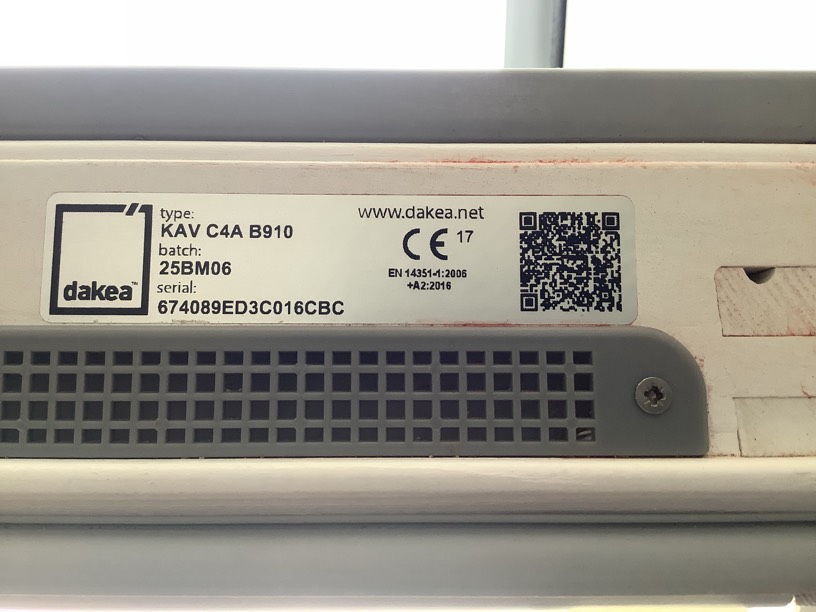 dakea™
type:
KAV C4A B910
batch:
25BM06
serial:
674089ED3C016CBC
www.dakea.net
CE 17
EN 14351-1:2006
+A2:2016